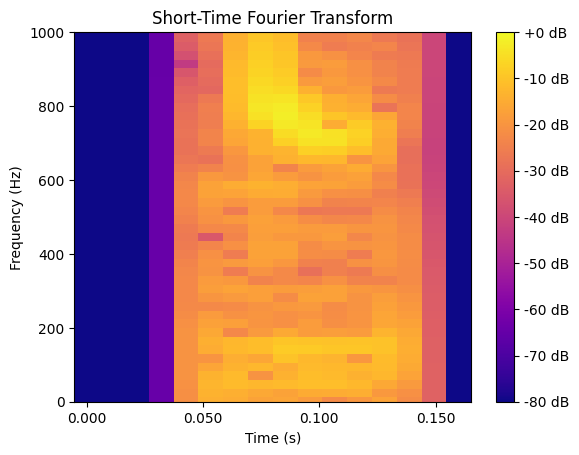 Short-Time Fourier Transform
1000
800
600
400
200
0
Frequency (Hz)
0.000
0.050
0.100
0.150
Time (s)
+0 dB
-10 dB
-20 dB
-30 dB
-40 dB
-50 dB
-60 dB
-70 dB
-80 dB